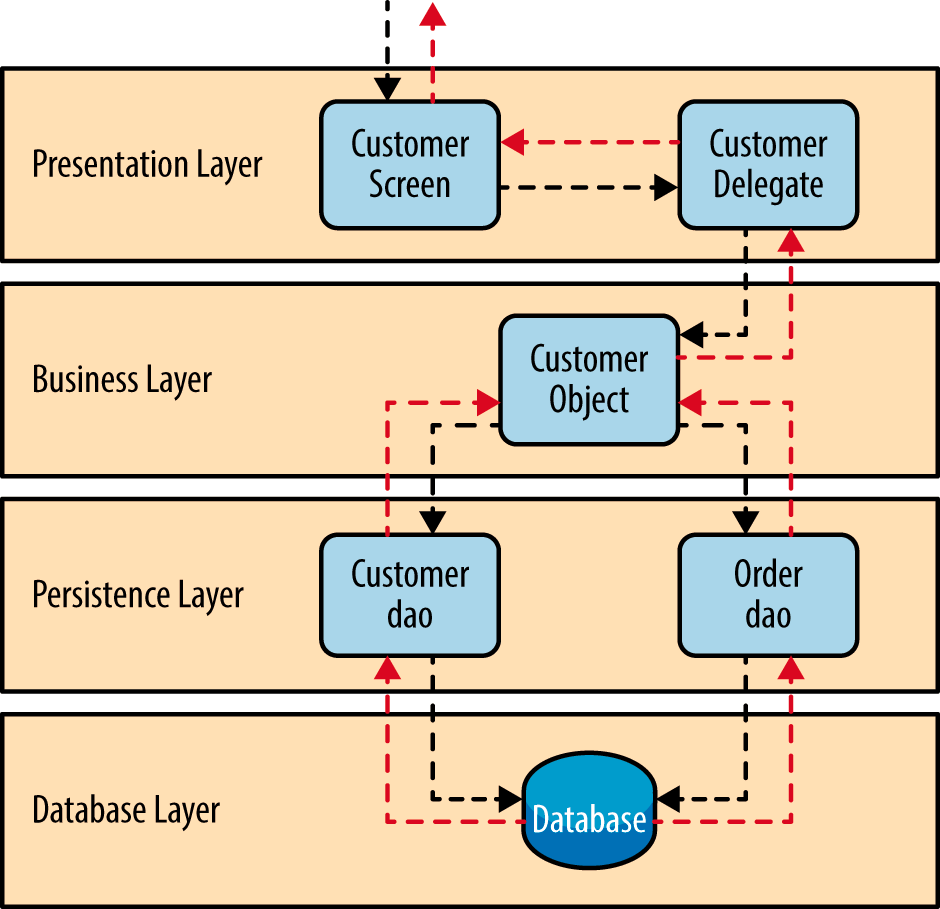 Presentation Layer
Customer
Screen
Customer
Delegate
Business Layer
Customer
Object
Persistence Layer
Customer
dao
Order
dao
Database Layer
Database